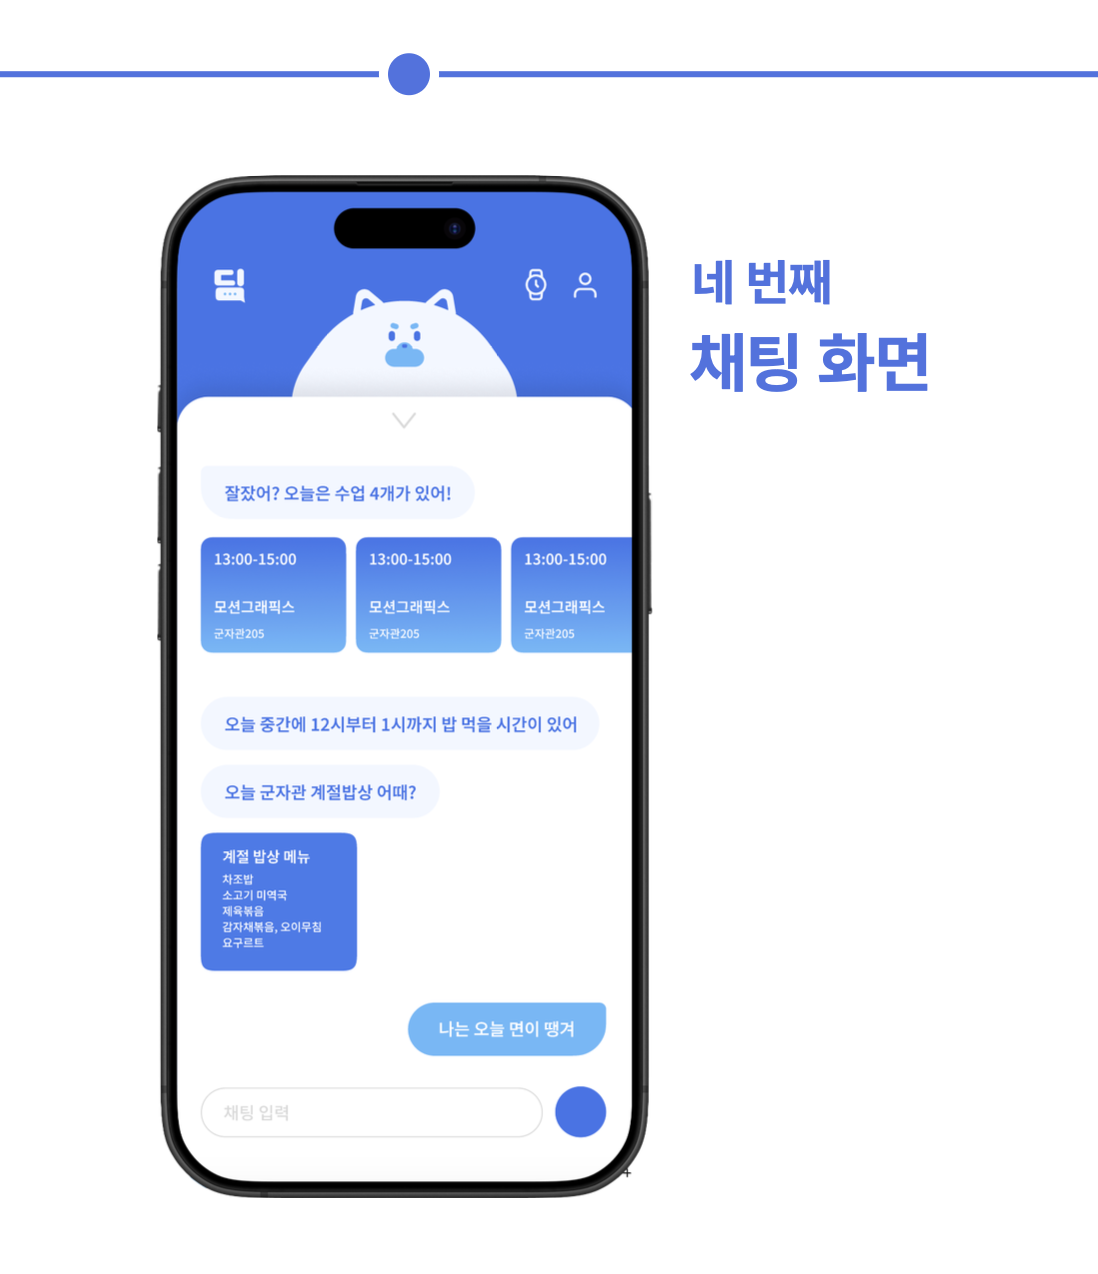 네 번째
채팅 화면
잘잤어? 오늘은 수업 4개가 있어!
13:00-15:00
모션그래픽스
군자관205
13:00-15:00
모션그래픽스
군자관205
13:00-15:00
모션그래픽스
군자관205
오늘 중간에 12시부터 1시까지 밥 먹을 시간이 있어
오늘 군자관 계절밥상 어때?
계절 밥상 메뉴
차조밥
소고기 미역국
제육볶음
감자채볶음, 오이무침
요구르트
나는 오늘 면이 땡겨
채팅 입력